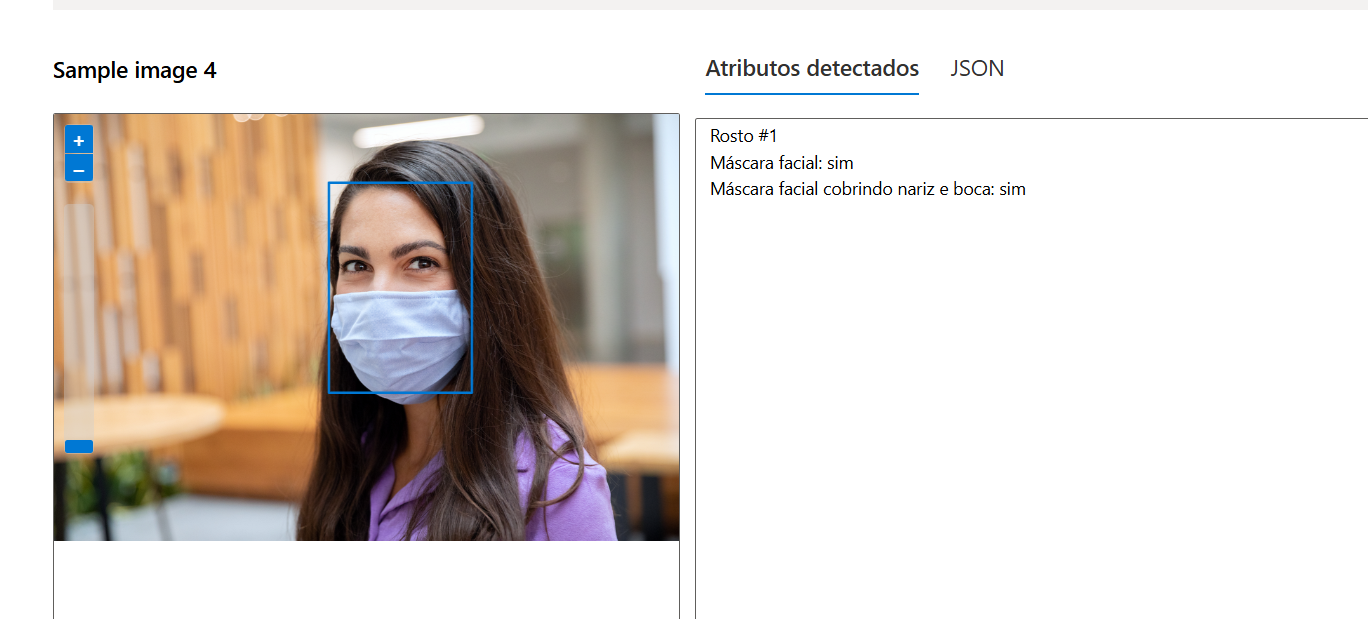 Sample image 4
Atributos detectados JSON
+
−
Rosto #1
Máscara facial: sim
Máscara facial cobrindo nariz e boca: sim